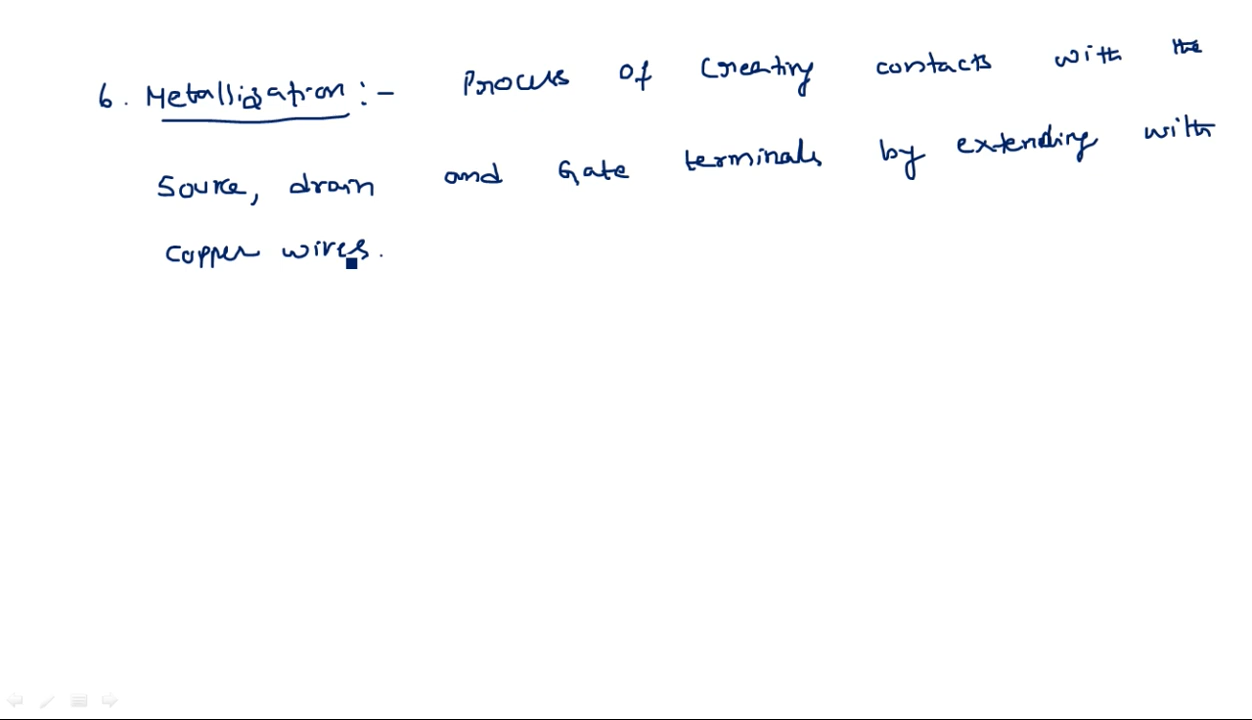 6. Metallization :- Process of Creating contacts with the
Source, drain and Gate terminals by extending with
Copper wires.